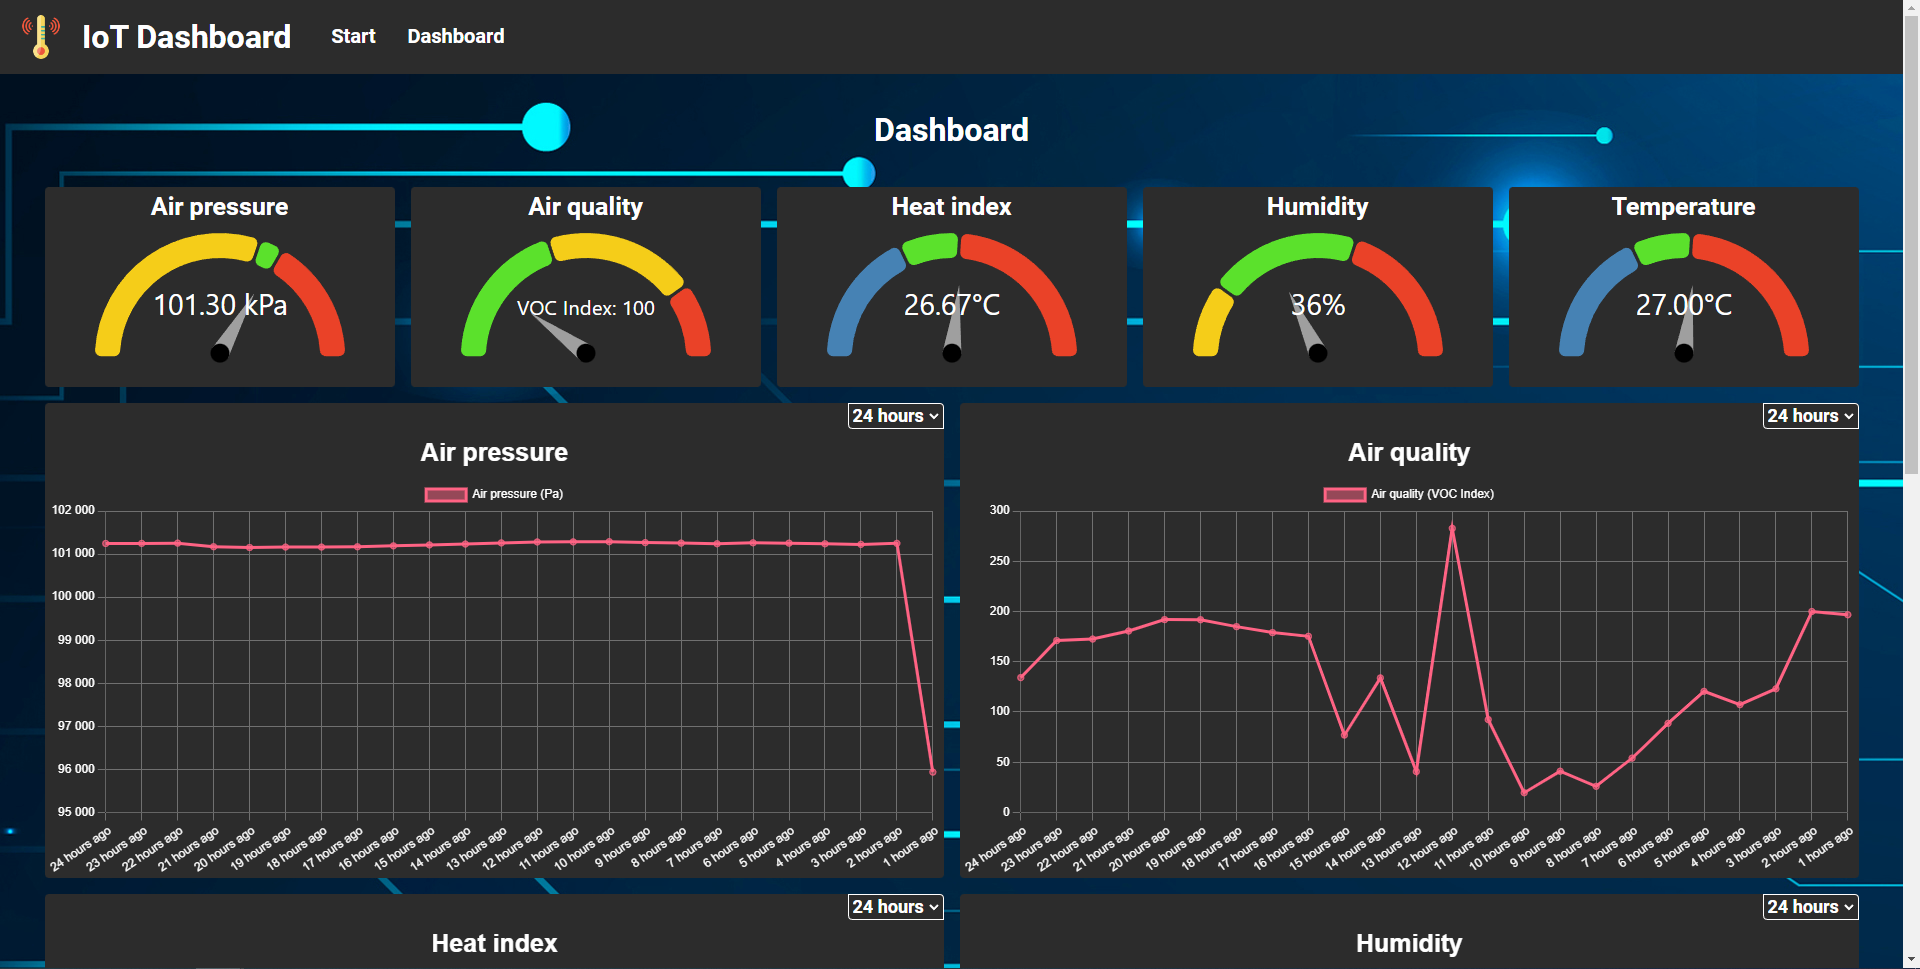 IoT Dashboard
Start
Dashboard
Dashboard
Air pressure
101.30 kPa
Air quality
VOC Index: 100
Heat index
26.67°C
Humidity
36%
Temperature
27.00°C
24 hours
Air pressure
Air pressure (Pa)
102 000
101 000
100 000
99 000
98 000
97 000
96 000
95 000
24 hours ago
23 hours ago
22 hours ago
21 hours ago
20 hours ago
19 hours ago
18 hours ago
17 hours ago
16 hours ago
15 hours ago
14 hours ago
13 hours ago
12 hours ago
11 hours ago
10 hours ago
9 hours ago
8 hours ago
7 hours ago
6 hours ago
5 hours ago
4 hours ago
3 hours ago
2 hours ago
1 hours ago
24 hours
Air quality
Air quality (VOC Index)
300
250
200
150
100
50
0
24 hours ago
23 hours ago
22 hours ago
21 hours ago
20 hours ago
19 hours ago
18 hours ago
17 hours ago
16 hours ago
15 hours ago
14 hours ago
13 hours ago
12 hours ago
11 hours ago
10 hours ago
9 hours ago
8 hours ago
7 hours ago
6 hours ago
5 hours ago
4 hours ago
3 hours ago
2 hours ago
1 hours ago
24 hours
Heat index
24 hours
Humidity